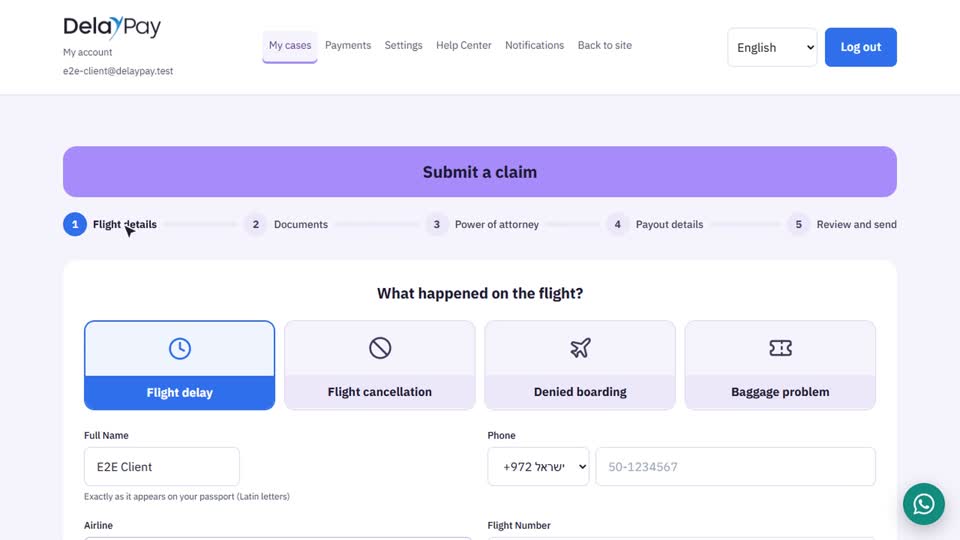 DelayPay
My account
e2e-client@delaypay.test
My cases
Payments
Settings
Help Center
Notifications
Back to site
English
Log out
Submit a claim
1 Flight details
2 Documents
3 Power of attorney
4 Payout details
5 Review and send
What happened on the flight?
Flight delay
Flight cancellation
Denied boarding
Baggage problem
Full Name
E2E Client
Exactly as it appears on your passport (Latin letters)
Phone
ישראל +972
50-1234567
Airline
Flight Number